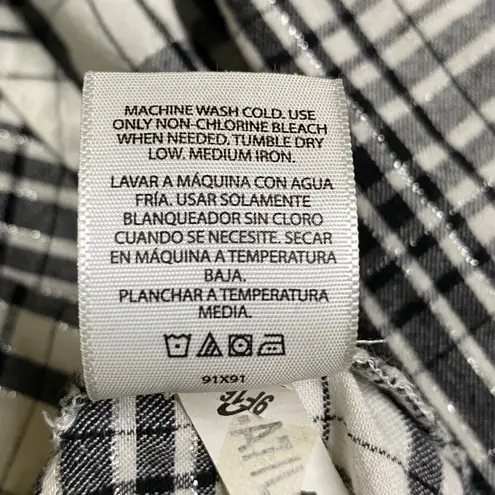 MACHINE WASH COLD. USE
ONLY NON-CHLORINE BLEACH
WHEN NEEDED. TUMBLE DRY
LOW. MEDIUM IRON.
LAVAR A MÁQUINA CON AGUA
FRÍA. USAR SOLAMENTE
BLANQUEADOR SIN CLORO
CUANDO SE NECESITE. SECAR
EN MÁQUINA A TEMPERATURA
BAJA.
PLANCHAR A TEMPERATURA
MEDIA.
91X91